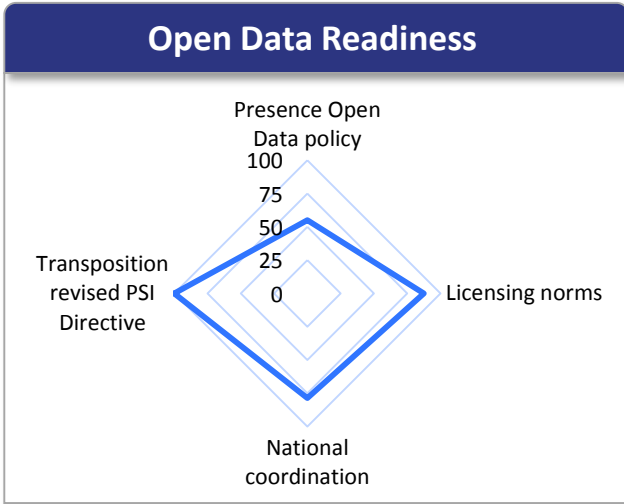 Open Data Readiness
Presence Open
Data policy
100
75
50
25
0
Transposition
revised PSI
Directive
Licensing norms
National
coordination